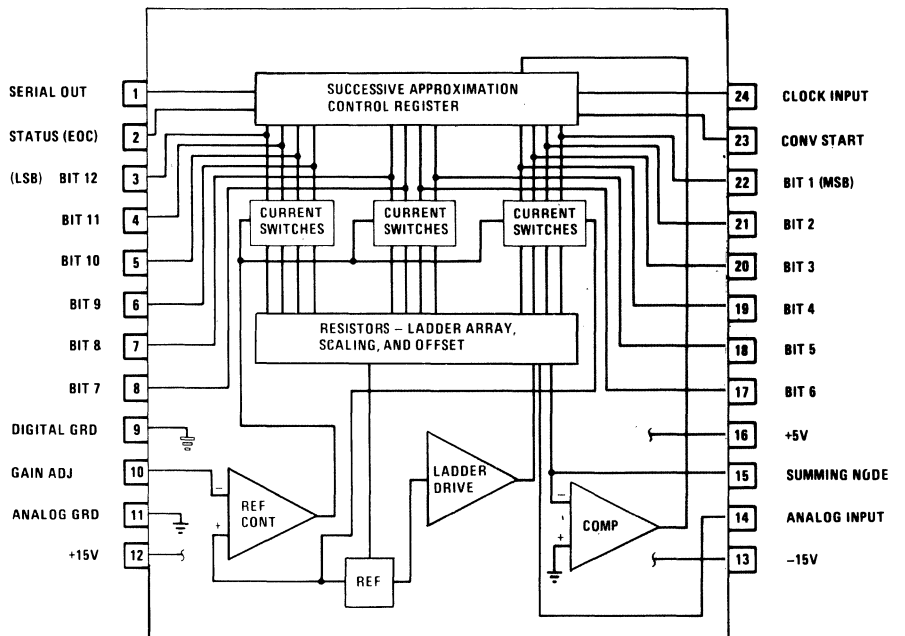 SERIAL OUT 1
STATUS (EOC) 2
(LSB) BIT 12 3
BIT 11 4
BIT 10 5
BIT 9 6
BIT 8 7
BIT 7 8
DIGITAL GRD 9
GAIN ADJ 10
ANALOG GRD 11
+15V 12
SUCCESSIVE APPROXIMATION
CONTROL REGISTER
CURRENT
SWITCHES
CURRENT
SWITCHES
CURRENT
SWITCHES
RESISTORS – LADDER ARRAY,
SCALING, AND OFFSET
–
REF
CONT
+
LADDER
DRIVE
REF
–
COMP
+
24 CLOCK INPUT
23 CONV START
22 BIT 1 (MSB)
21 BIT 2
20 BIT 3
19 BIT 4
18 BIT 5
17 BIT 6
16 +5V
15 SUMMING NODE
14 ANALOG INPUT
13 –15V